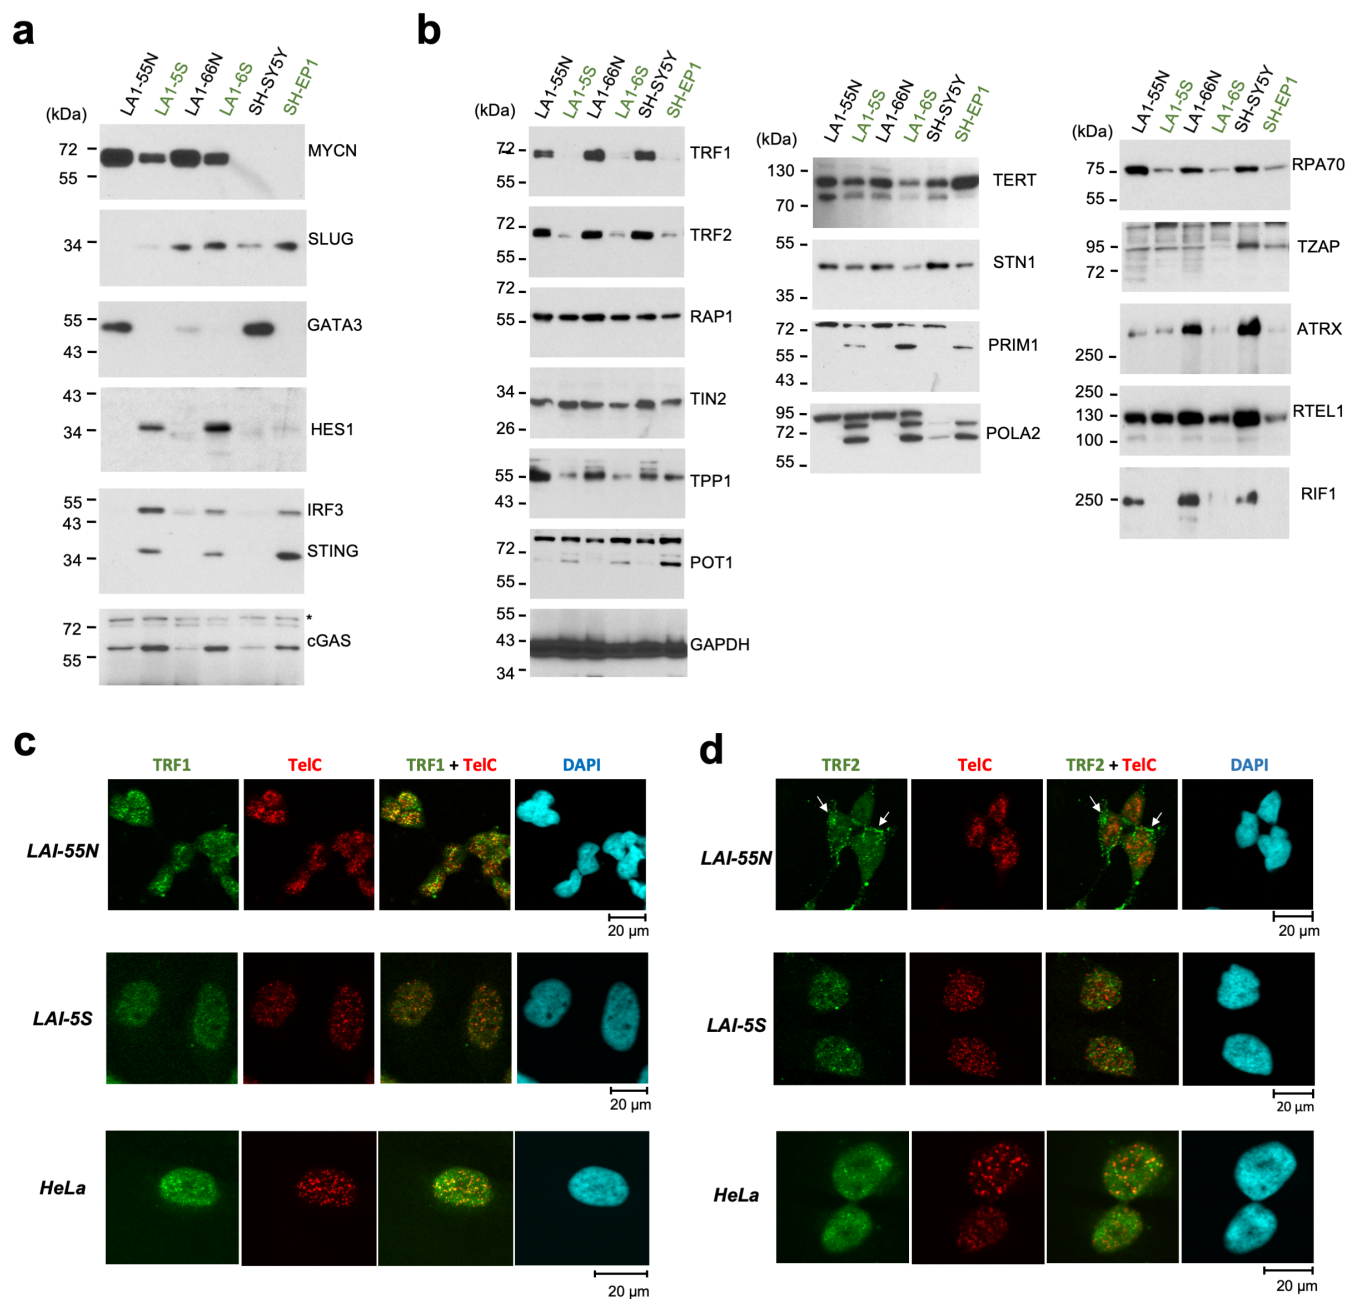 a
LA1-55N LA1-5S LA1-66N LA1-6S SH-SY5Y SH-EP1
(kDa)
72
55
MYCN
34
SLUG
55
43
GATA3
43
34
HES1
55
43
34
IRF3
STING
72
55
*
cGAS
b
LA1-55N LA1-5S LA1-66N LA1-6S SH-SY5Y SH-EP1
(kDa)
72
55
TRF1
72
55
TRF2
72
55
RAP1
34
26
TIN2
55
43
TPP1
72
55
POT1
55
43
34
GAPDH
LA1-55N LA1-5S LA1-66N LA1-6S SH-SY5Y SH-EP1
(kDa)
130
70
TERT
55
35
STN1
72
55
43
PRIM1
95
72
55
POLA2
LA1-55N LA1-5S LA1-66N LA1-6S SH-SY5Y SH-EP1
(kDa)
75
55
RPA70
95
72
TZAP
250
ATRX
250
130
100
RTEL1
250
RIF1
c
TRF1 TelC TRF1 + TelC DAPI
LAI-55N
20 µm
LAI-5S
20 µm
HeLa
20 µm
d
TRF2 TelC TRF2 + TelC DAPI
LAI-55N
20 µm
LAI-5S
20 µm
HeLa
20 µm